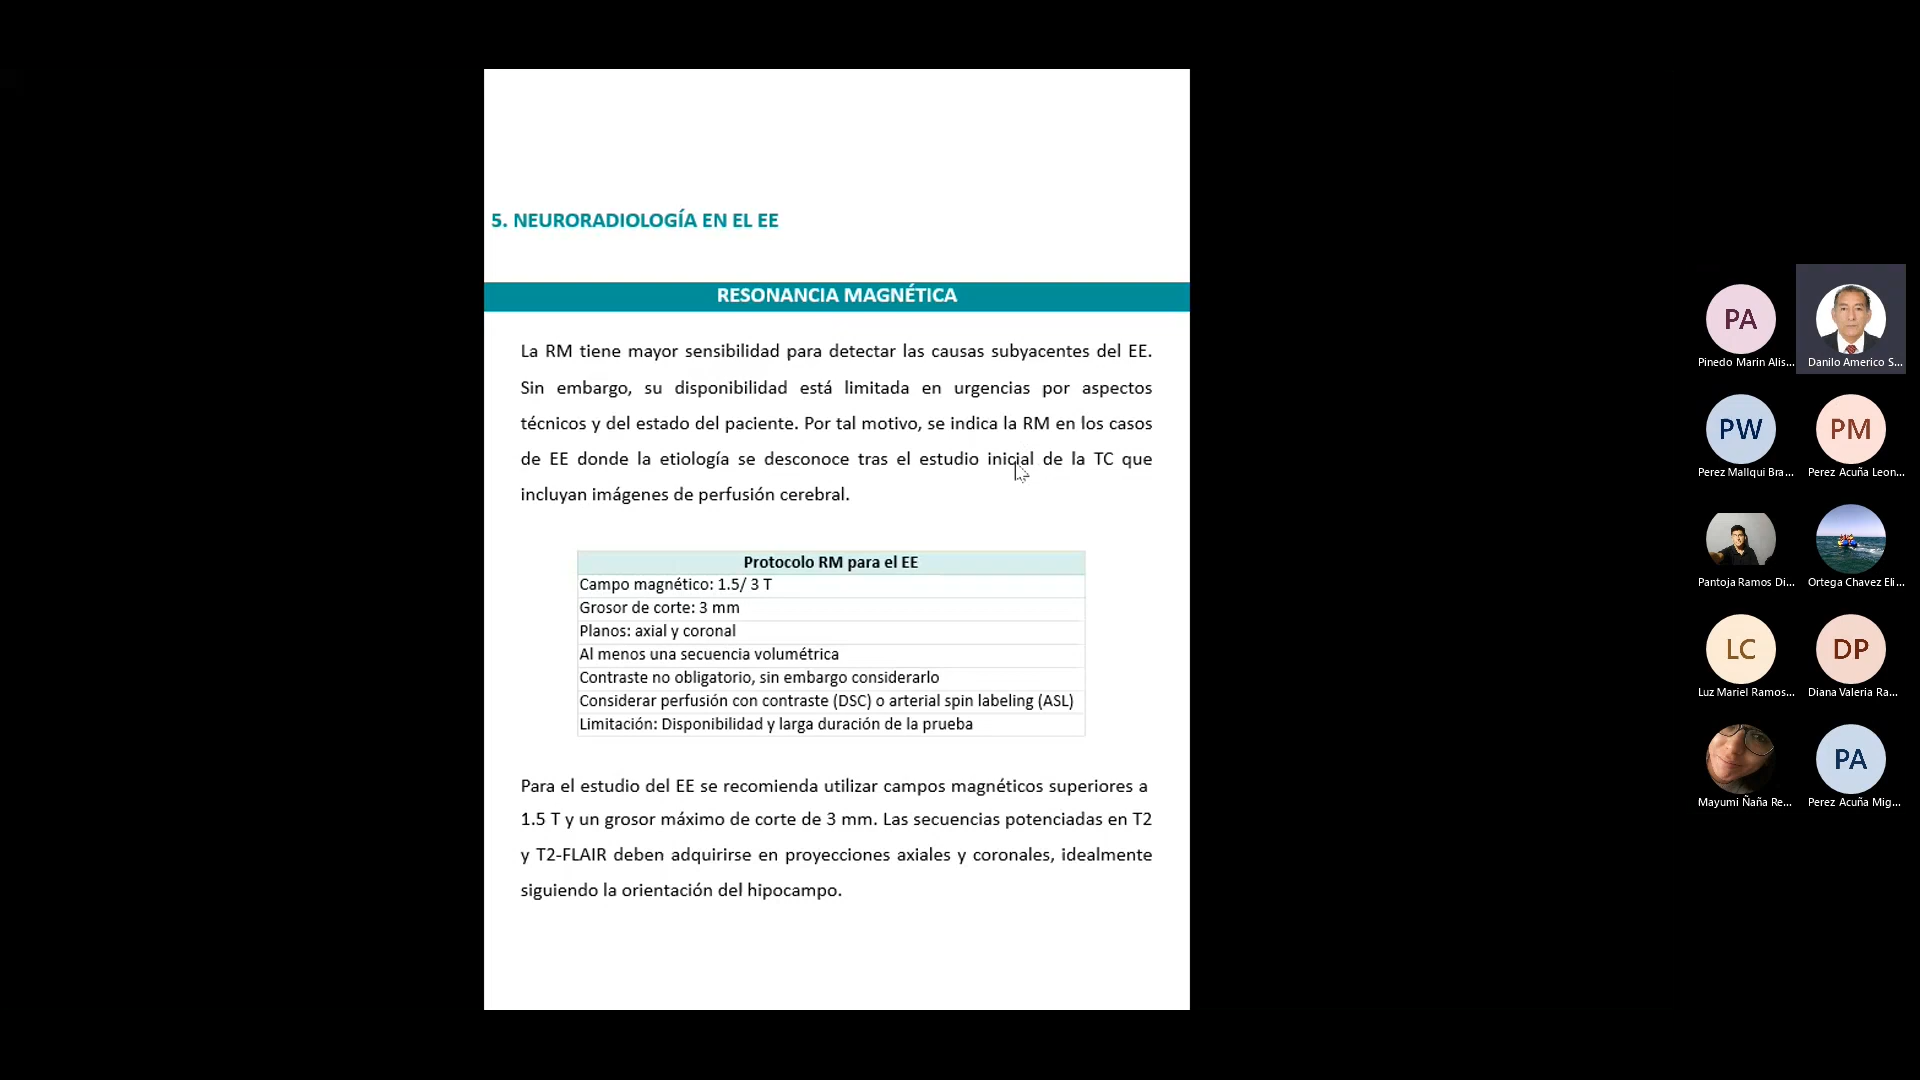 5. NEURORADIOLOGÍA EN EL EE
RESONANCIA MAGNÉTICA
La RM tiene mayor sensibilidad para detectar las causas subyacentes del EE.
Sin embargo, su disponibilidad está limitada en urgencias por aspectos
técnicos y del estado del paciente. Por tal motivo, se indica la RM en los casos
de EE donde la etiología se desconoce tras el estudio inicial de la TC que
incluyan imágenes de perfusión cerebral.
Protocolo RM para el EE
Campo magnético: 1.5/ 3 T
Grosor de corte: 3 mm
Planos: axial y coronal
Al menos una secuencia volumétrica
Contraste no obligatorio, sin embargo considerarlo
Considerar perfusión con contraste (DSC) o arterial spin labeling (ASL)
Limitación: Disponibilidad y larga duración de la prueba
Para el estudio del EE se recomienda utilizar campos magnéticos superiores a
1.5 T y un grosor máximo de corte de 3 mm. Las secuencias potenciadas en T2
y T2-FLAIR deben adquirirse en proyecciones axiales y coronales, idealmente
siguiendo la orientación del hipocampo.
PA
Pinedo Marin Alis...
Danilo Americo S...
PW
Perez Mallqui Bra...
PM
Perez Acuña Leon...
Pantoja Ramos Di...
Ortega Chavez Eli...
LC
Luz Mariel Ramos...
DP
Diana Valeria Ra...
Mayumi Ñaña Re...
PA
Perez Acuña Mig...